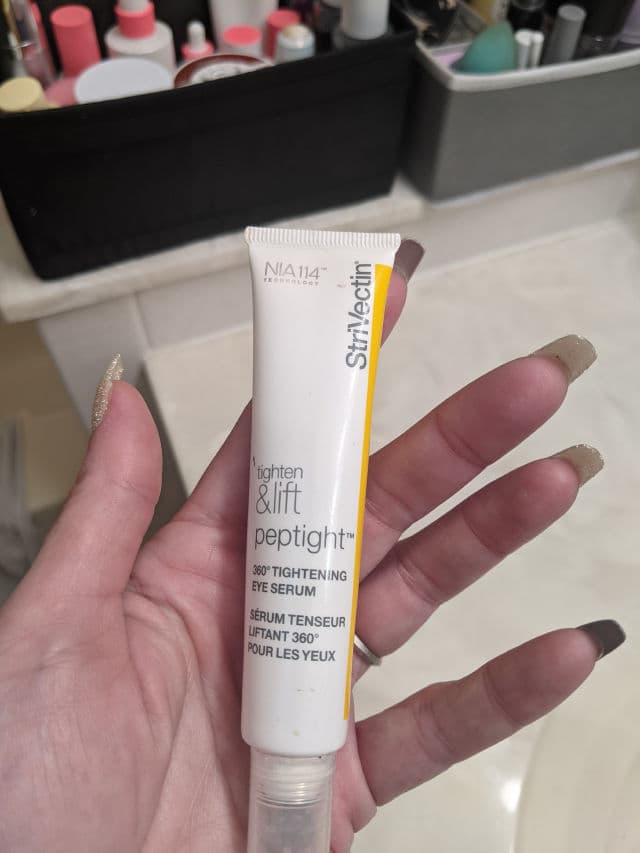 NIA114™
TECHNOLOGY
StriVectin®
tighten
&lift
peptight™
360° TIGHTENING
EYE SERUM
SÉRUM TENSEUR
LIFTANT 360°
POUR LES YEUX